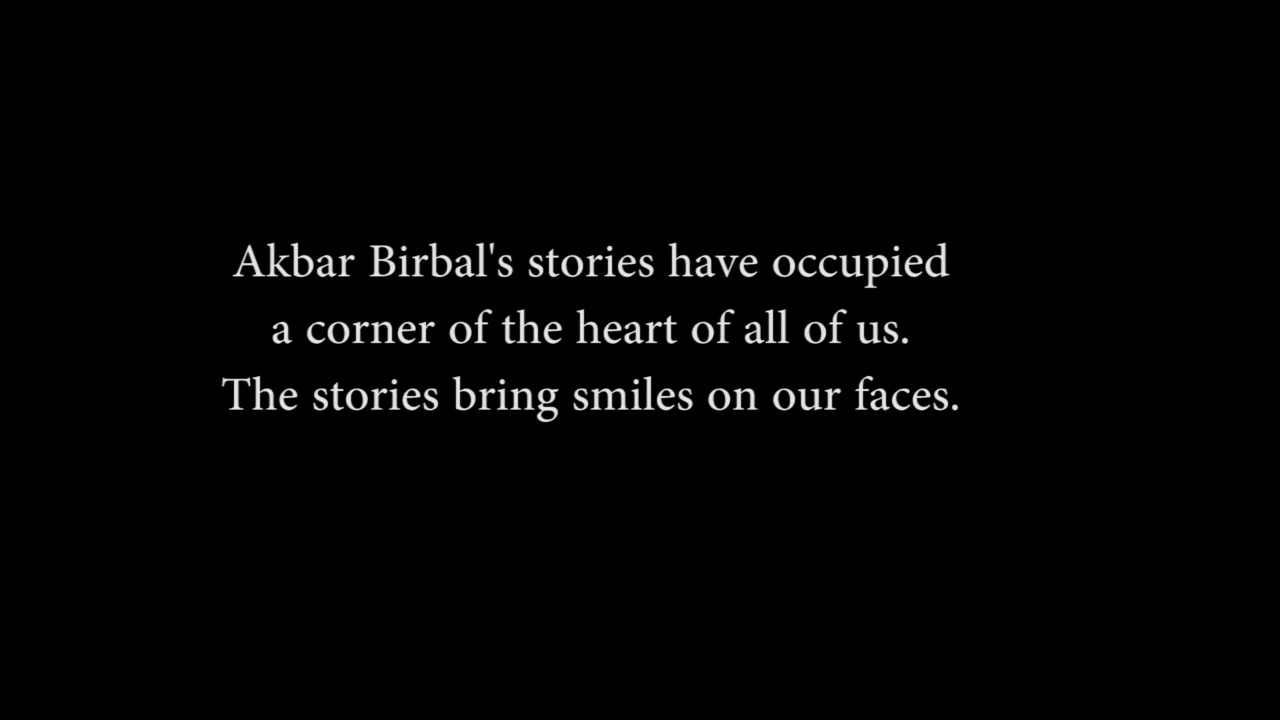 Akbar Birbal's stories have occupied
a corner of the heart of all of us.
The stories bring smiles on our faces.